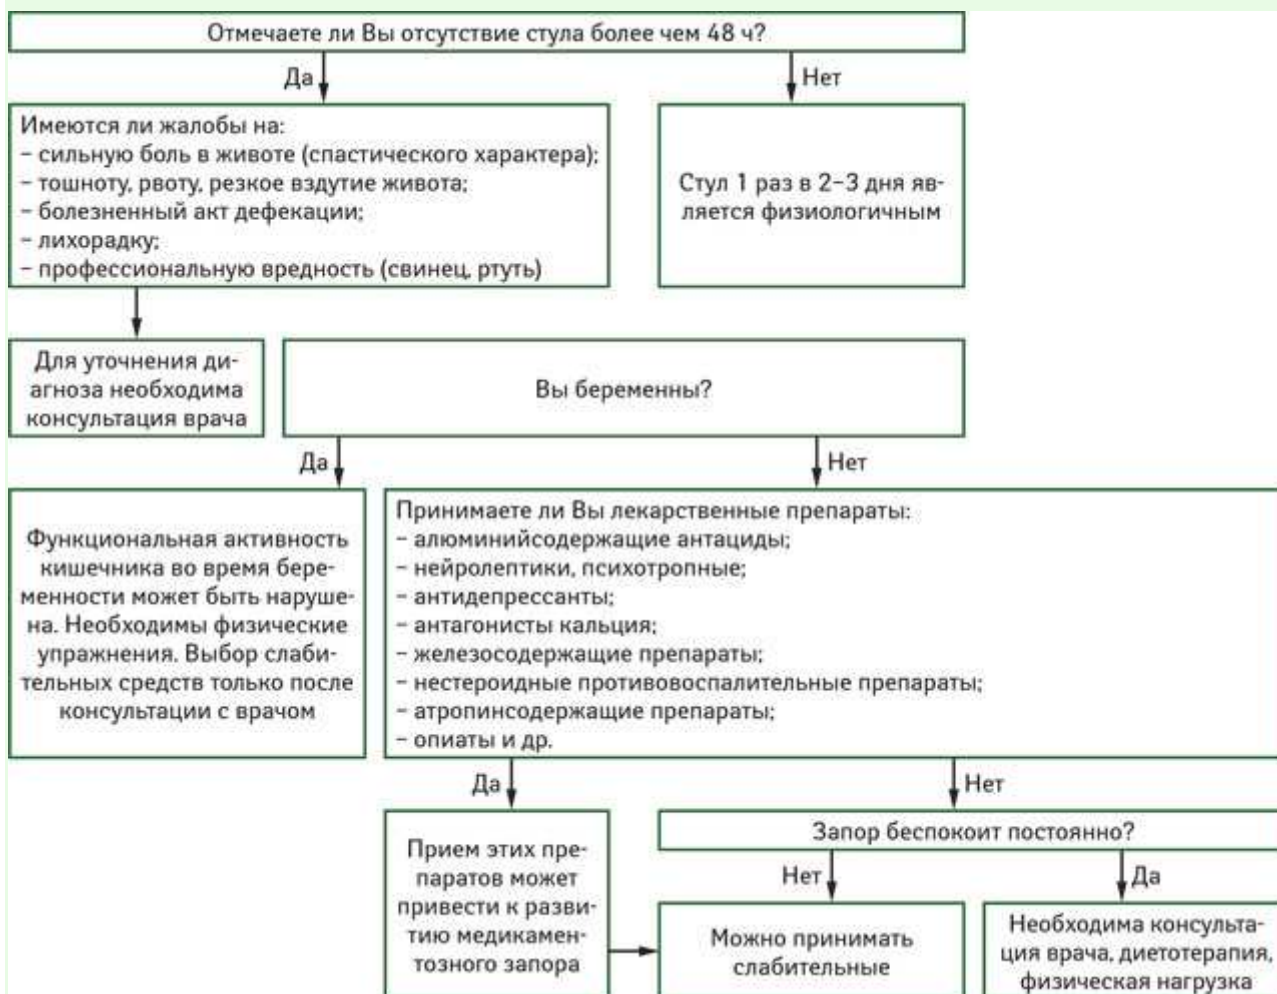 Отмечаете ли Вы отсутствие стула более чем 48 ч?
Да
Нет
Имеются ли жалобы на:
– сильную боль в животе (спастического характера);
– тошноту, рвоту, резкое вздутие живота;
– болезненный акт дефекации;
– лихорадку;
– профессиональную вредность (свинец, ртуть)
Стул 1 раз в 2–3 дня яв-
ляется физиологичным
Для уточнения ди-
агноза необходима
консультация врача
Вы беременны?
Да
Нет
Функциональная активность
кишечника во время бере-
менности может быть наруше-
на. Необходимы физические
упражнения. Выбор слаби-
тельных средств только после
консультации с врачом
Принимаете ли Вы лекарственные препараты:
– алюминийсодержащие антациды;
– нейролептики, психотропные;
– антидепрессанты;
– антагонисты кальция;
– железосодержащие препараты;
– нестероидные противовоспалительные препараты;
– атропинсодержащие препараты;
– опиаты и др.
Да
Нет
Прием этих пре-
паратов может
привести к разви-
тию медикамен-
тозного запора
Запор беспокоит постоянно?
Нет
Да
Можно принимать
слабительные
Необходима консульта-
ция врача, диетотерапия,
физическая нагрузка